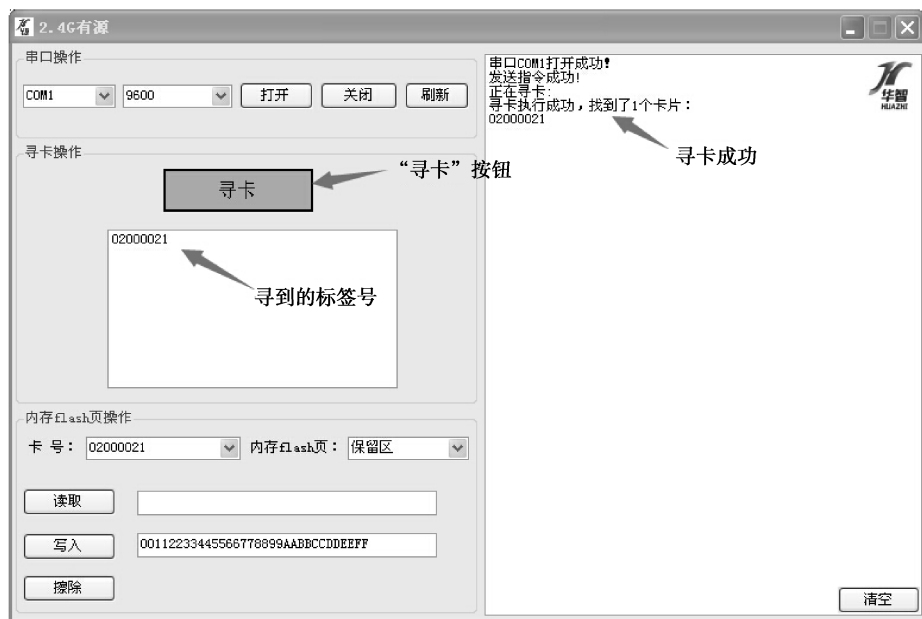 2.4G有源
串口操作
COM1
9600
打开
关闭
刷新
寻卡操作
寻卡
“寻卡”按钮
02000021
寻到的标签号
内存flash页操作
卡 号：
02000021
内存flash页：
保留区
读取
写入
00112233445566778899AABBCCDDEEFF
擦除
串口COM1打开成功!
发送指令成功!
正在寻卡:
寻卡执行成功，找到了1个卡片：
02000021
寻卡成功
华智
HUAZHI
清空